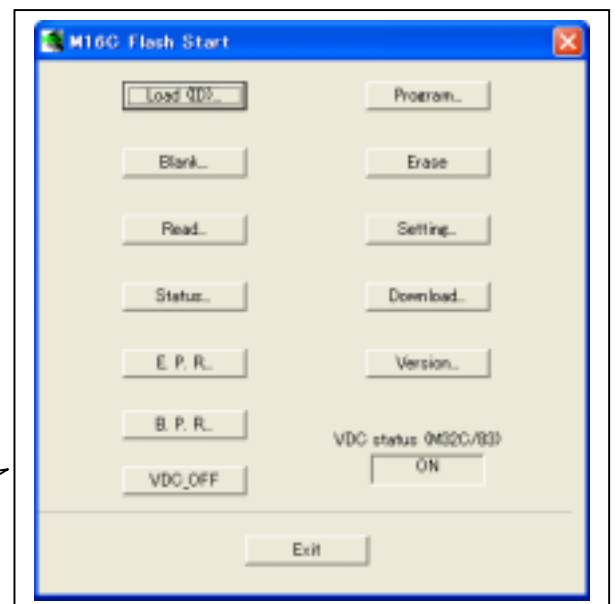 M16C Flash Start
Load (ID)...
Program...
Blank...
Erase
Read...
Setting...
Status...
Download...
E. P. R...
Version...
B. P. R...
VDC status (M32C/83)
ON
VDC_OFF
Exit